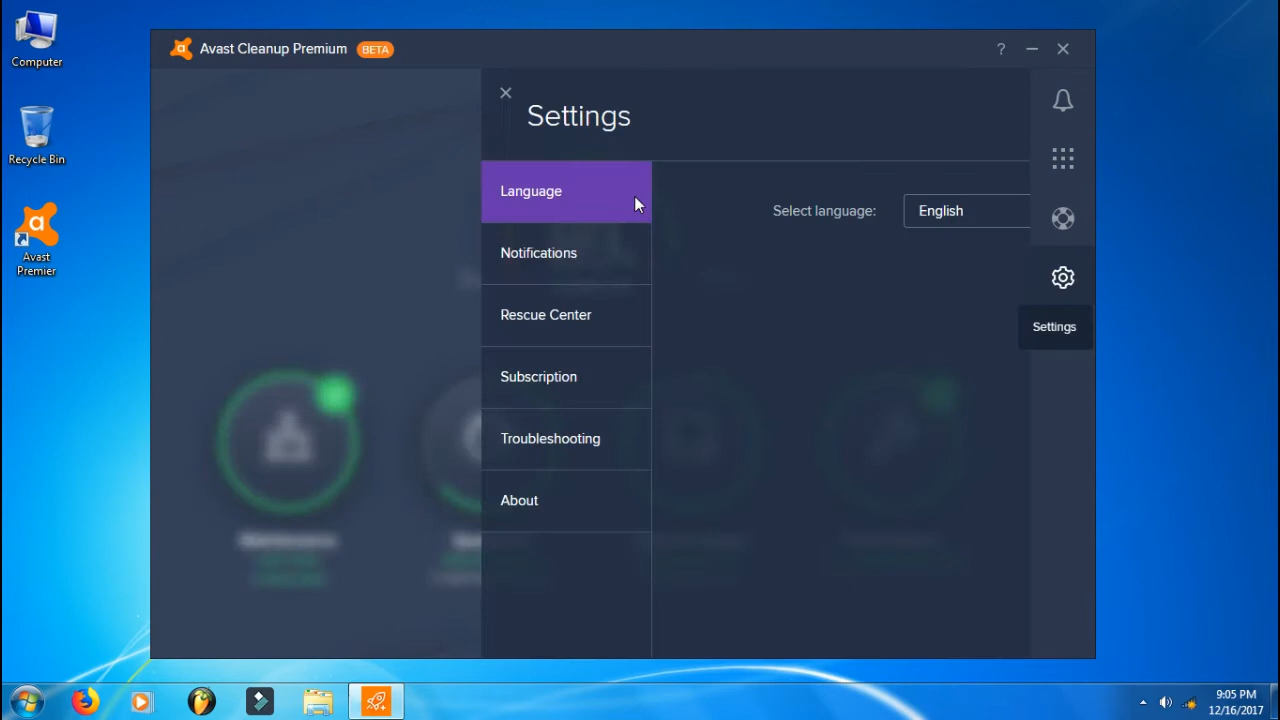 Computer
Recycle Bin
Avast
Premier
Avast Cleanup Premium BETA
?
Settings
Language
Notifications
Rescue Center
Subscription
Troubleshooting
About
Select language: English
Settings
9:05 PM
12/16/2017